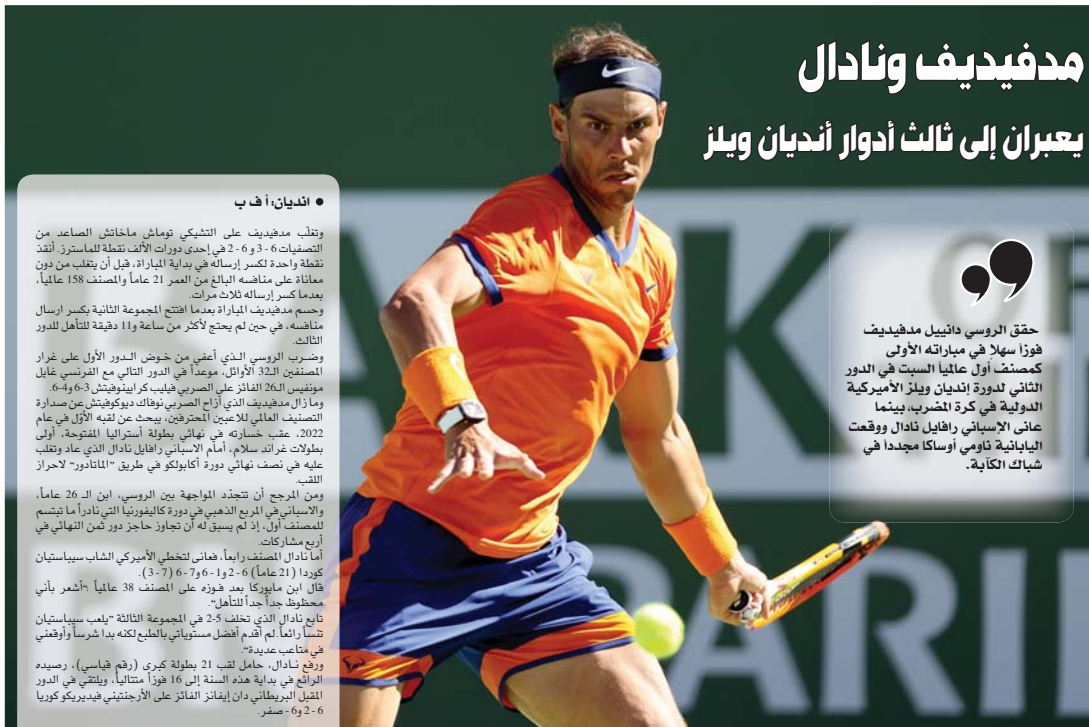 مدفيديف ونادال
يعبران إلى ثالث أدوار أنديان ويلز
حقق الروسي دانييل مدفيديف
فوزاً سهلا في مباراته الأولى
كمصنف أول عالمياً السبت في الدور
الثاني لدورة إنديان ويلز الأميركية
الدولية في كرة المضرب، بينما
عانى الإسباني رافايل نادال ووقعت
اليابانية ناومي أوساكا مجدداً في
شباك الكآبة.
● انديان: أ ف ب
وتغلّب مدفيديف على التشيكي توماش ماخاتش الصاعد من
التصفيات 6 - 3 و 6 - 2 في إحدى دورات الألف نقطة للماسترز. أنقذ
نقطة واحدة لكسر إرساله في بداية المباراة، قبل أن يتغلب من دون
معاناة على منافسه البالغ من العمر 21 عاماً والمصنف 158 عالمياً،
بعدما كسر إرساله ثلاث مرات.
وحسم مدفيديف المباراة بعدما افتتح المجموعة الثانية بكسر ارسال
منافسه، في حين لم يحتج لأكثر من ساعة و11 دقيقة للتأهل للدور
الثالث.
وضرب الروسي الذي أعفي من خوض الدور الأول على غرار
المصنفين الـ32 الأوائل، موعداً في الدور التالي مع الفرنسي غايل
مونفيس الـ26 الفائز على الصربي فيليب كرايينوفيتش 3-6 و4-6.
وما زال مدفيديف الذي أزاح الصربي نوفاك ديوكوفيتش عن صدارة
التصنيف العالمي للاعبين المحترفين، يبحث عن لقبه الأوّل في عام
2022، عقب خسارته في نهائي بطولة أستراليا المفتوحة، أولى
بطولات غراند سلام، أمام الاسباني رافايل نادال الذي عاد وتغلب
عليه في نصف نهائي دورة أكابولكو في طريق "الماتادور" لاحراز
اللقب.
ومن المرجح أن تتجدّد المواجهة بين الروسي، ابن الـ 26 عاماً،
والاسباني في المربع الذهبي في دورة كاليفورنيا التي نادراً ما تبتسم
للمصنف أول، إذ لم يسبق له أن تجاوز حاجز دور ثمن النهائي في
أربع مشاركات.
أما نادال المصنف رابعاً، فعانى لتخطي الأميركي الشاب سيباستيان
كوردا (21 عاماً) 6 - 2 و1 - 6 و7 - 6 (7 - 3).
قال ابن مايوركا بعد فوزه على المصنف 38 عالمياً "أشعر بأني
محظوظ جداً جداً للتأهل".
تابع نادال الذي تخلف 5-2 في المجموعة الثالثة "يلعب سيباستيان
تنساً رائعاً. لم أقدم أفضل مستوياتي بالطبع لكنه بدا شرساً وأوقعني
في متاعب عديدة".
ورفع نادال، حامل لقب 21 بطولة كبرى (رقم قياسي)، رصيده
الرائع في بداية هذه السنة إلى 16 فوزاً متتالياً، ويلتقي في الدور
المقبل البريطاني دان إيفانز الفائز على الأرجنتيني فيديريكو كوريا
6 - 2 و6 - صفر.